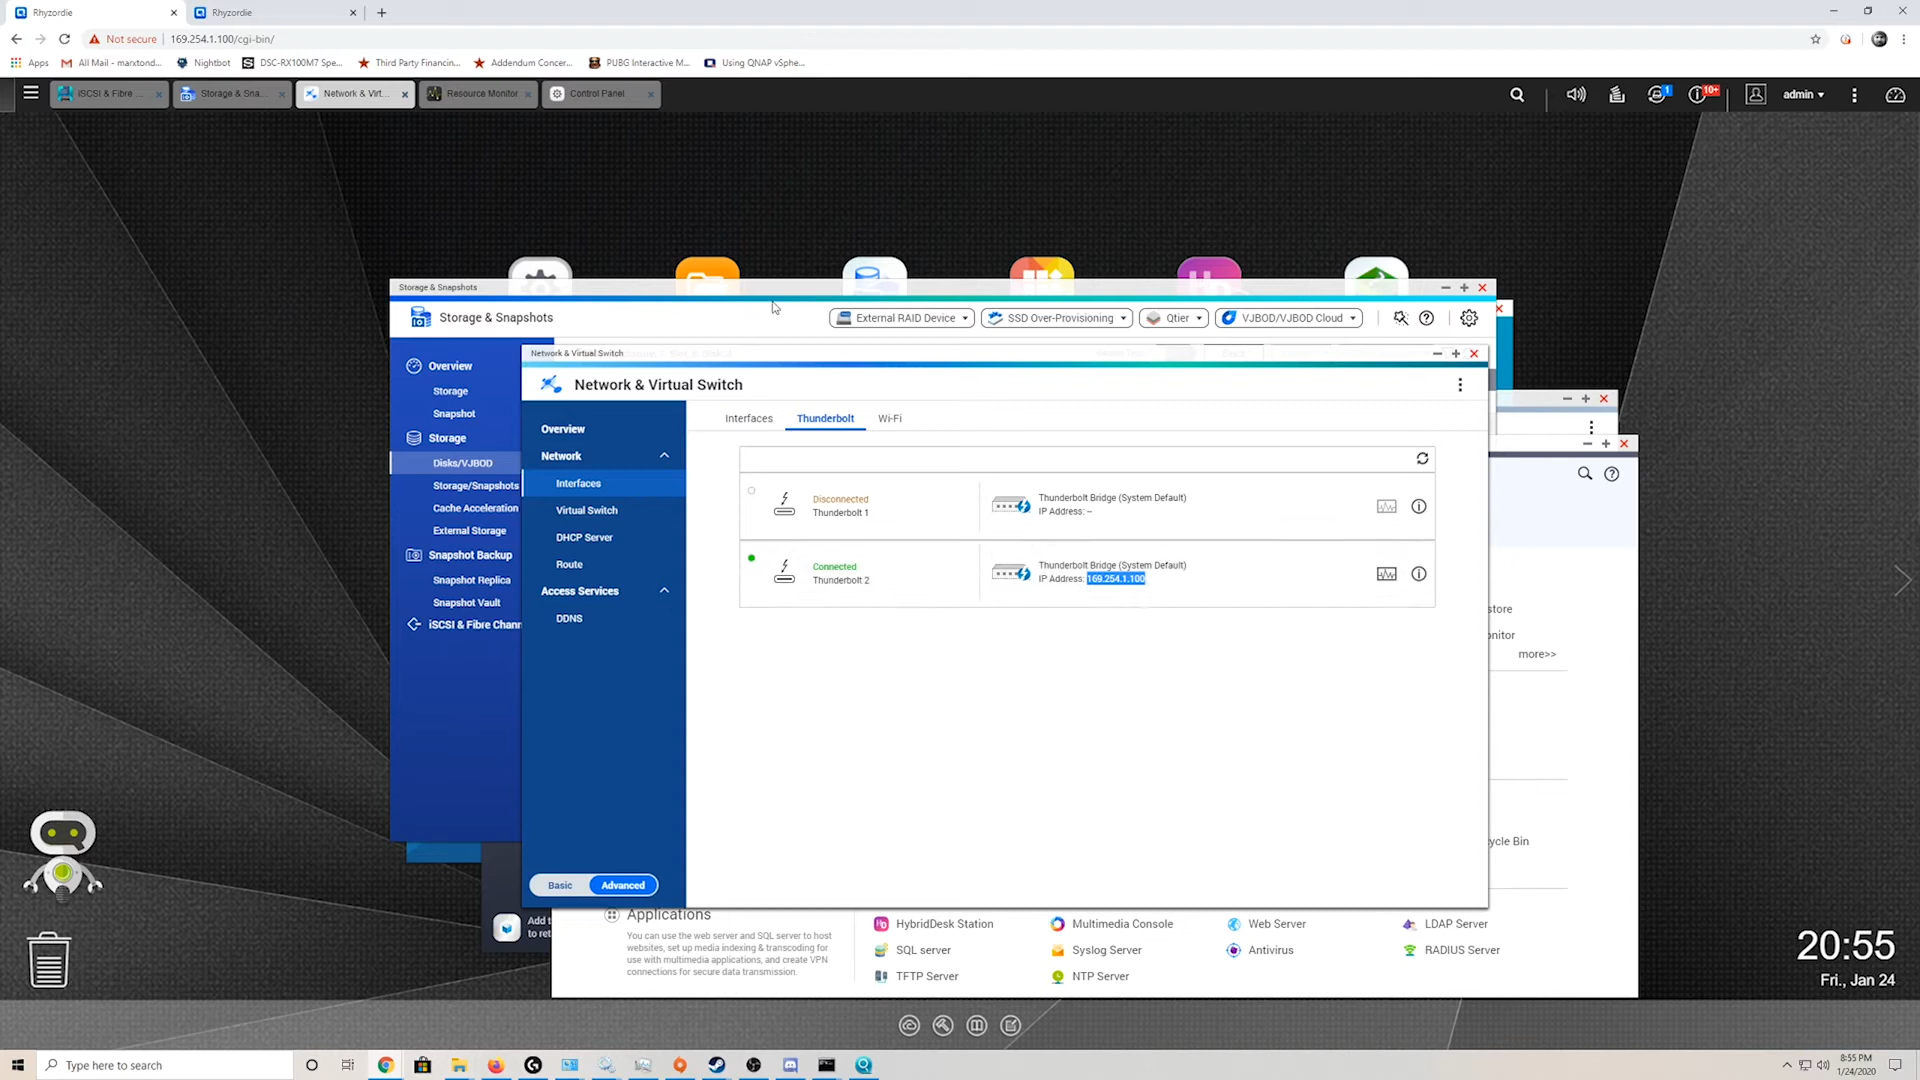 Rhyzordie
Rhyzordie
Not secure
169.254.1.100/cgi-bin/
Apps
All Mail - marxtond...
Nightbot
DSC-RX100M7 Spe...
Third Party Financin...
Addendum Concer...
PUBG Interactive M...
Using QNAP vSphe...
iSCSI & Fibre ...
Storage & Sna...
Network & Virt...
Resource Monitor
Control Panel
1
10+
admin
Storage & Snapshots
Storage & Snapshots
External RAID Device
SSD Over-Provisioning
Qtier
VJBOD/VJBOD Cloud
Overview
Storage
Snapshot
Storage
Disks/VJBOD
Storage/Snapshots
Cache Acceleration
External Storage
Snapshot Backup
Snapshot Replica
Snapshot Vault
iSCSI & Fibre Chann
Network & Virtual Switch
Network & Virtual Switch
Overview
Network
Interfaces
Virtual Switch
DHCP Server
Route
Access Services
DDNS
Basic
Advanced
Interfaces
Thunderbolt
Wi-Fi
Disconnected
Thunderbolt 1
Thunderbolt Bridge (System Default)
IP Address: --
Connected
Thunderbolt 2
Thunderbolt Bridge (System Default)
IP Address: 169.254.1.100
store
onitor
more>>
ycle Bin
Add t
to ret
Applications
You can use the web server and SQL server to host
websites, set up media indexing & transcoding for
use with multimedia applications, and create VPN
connections for secure data transmission.
HybridDesk Station
Multimedia Console
Web Server
LDAP Server
SQL server
Syslog Server
Antivirus
RADIUS Server
TFTP Server
NTP Server
20:55
Fri., Jan 24
Type here to search
8:55 PM
1/24/2020